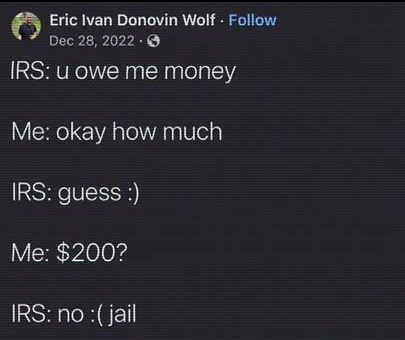 Eric Ivan Donovin Wolf · Follow
Dec 28, 2022 ·
IRS: u owe me money
Me: okay how much
IRS: guess :)
Me: $200?
IRS: no :( jail